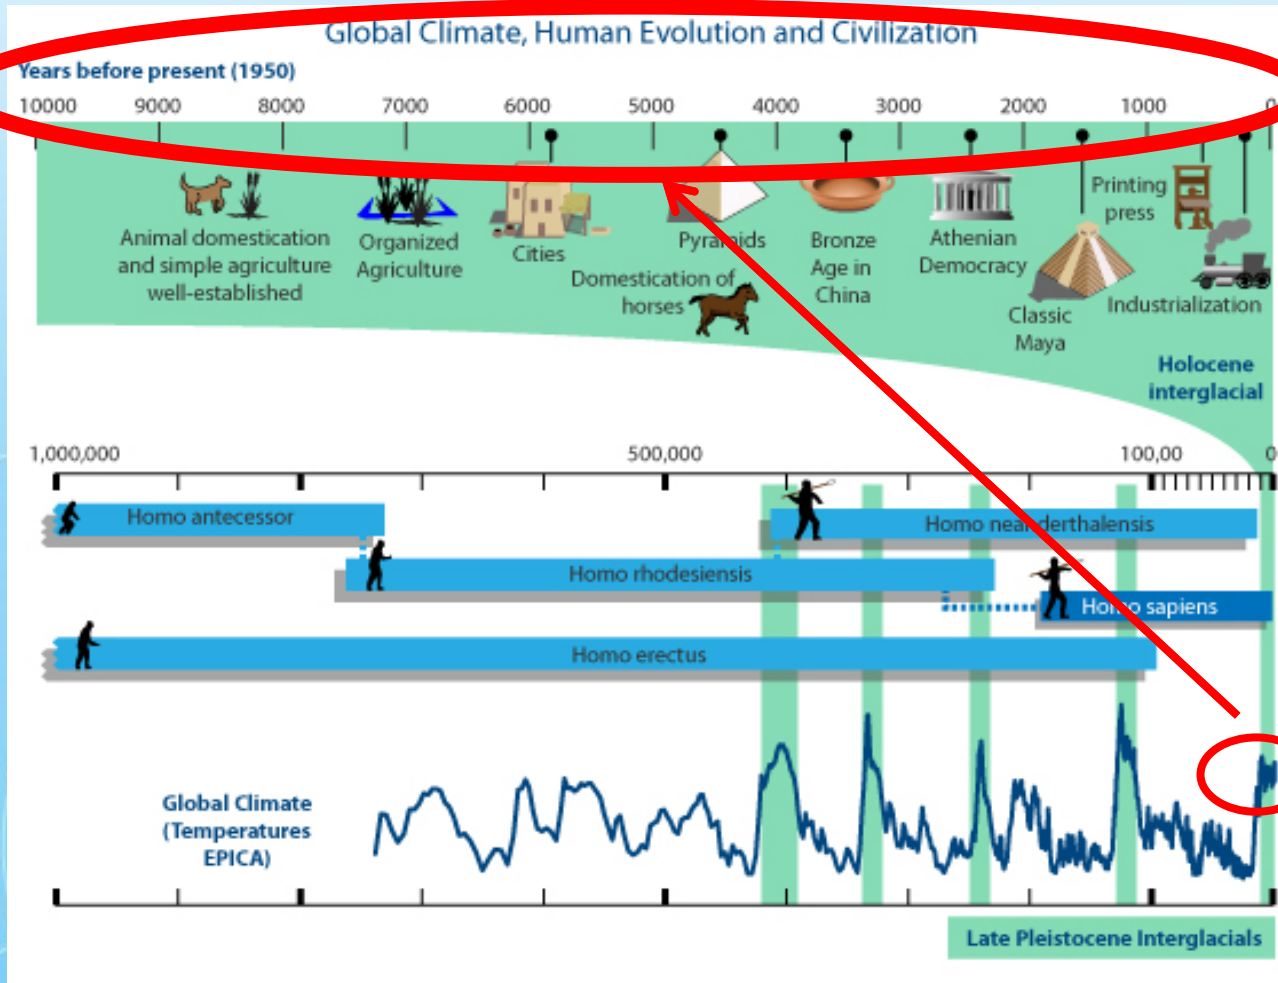 Global Climate, Human Evolution and Civilization
Years before present (1950)
10000 9000 8000 7000 6000 5000 4000 3000 2000 1000 0
Animal domestication
and simple agriculture
well-established
Organized
Agriculture
Cities
Pyramids
Domestication of
horses
Bronze
Age in
China
Athenian
Democracy
Classic
Maya
Printing
press
Industrialization
Holocene
interglacial
1,000,000 500,000 100,00 0
Homo antecessor
Homo neanderthalensis
Homo rhodesiensis
Homo sapiens
Homo erectus
Global Climate
(Temperatures
EPICA)
Late Pleistocene Interglacials